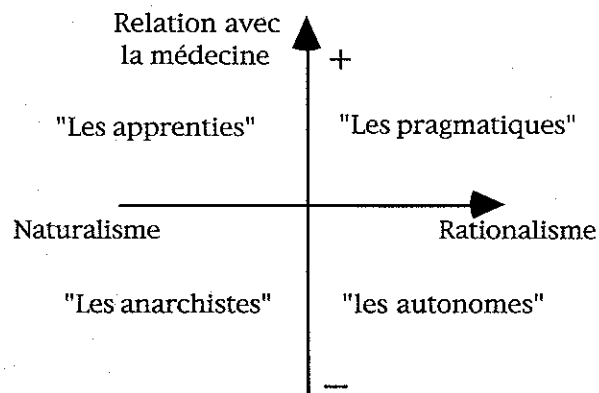 Relation avec
la médecine
+
"Les apprenties" "Les pragmatiques"
Naturalisme Rationalisme
"Les anarchistes" "les autonomes"
−